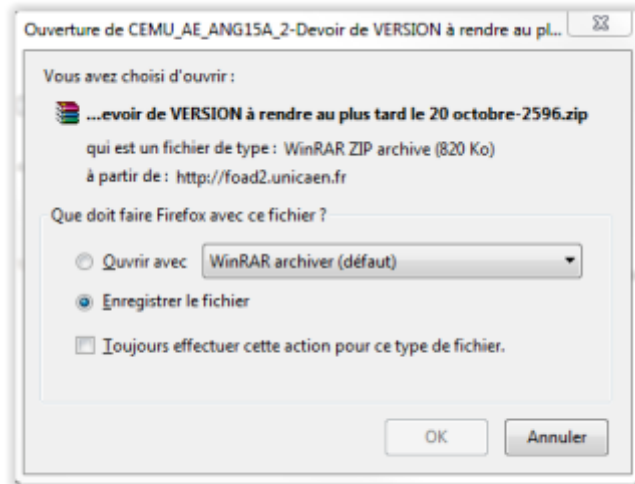 Ouverture de CEMU_AE_ANG15A_2-Devoir de VERSION à rendre au pl...
Vous avez choisi d'ouvrir :
...evoir de VERSION à rendre au plus tard le 20 octobre-2596.zip
qui est un fichier de type : WinRAR ZIP archive (820 Ko)
à partir de : http://foad2.unicaen.fr
Que doit faire Firefox avec ce fichier ?
Ouvrir avec WinRAR archiver (défaut)
Enregistrer le fichier
Toujours effectuer cette action pour ce type de fichier.
OK Annuler